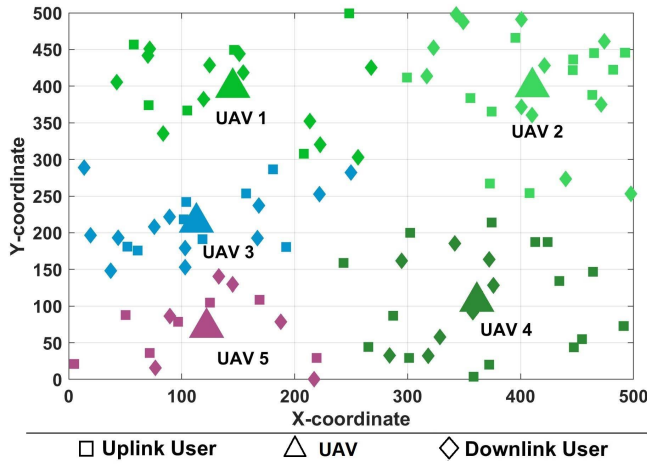 500
450
400
350
300
250
200
150
100
50
0
Y-coordinate
UAV 1
UAV 2
UAV 3
UAV 4
UAV 5
0 100 200 300 400 500
X-coordinate
Uplink User UAV Downlink User